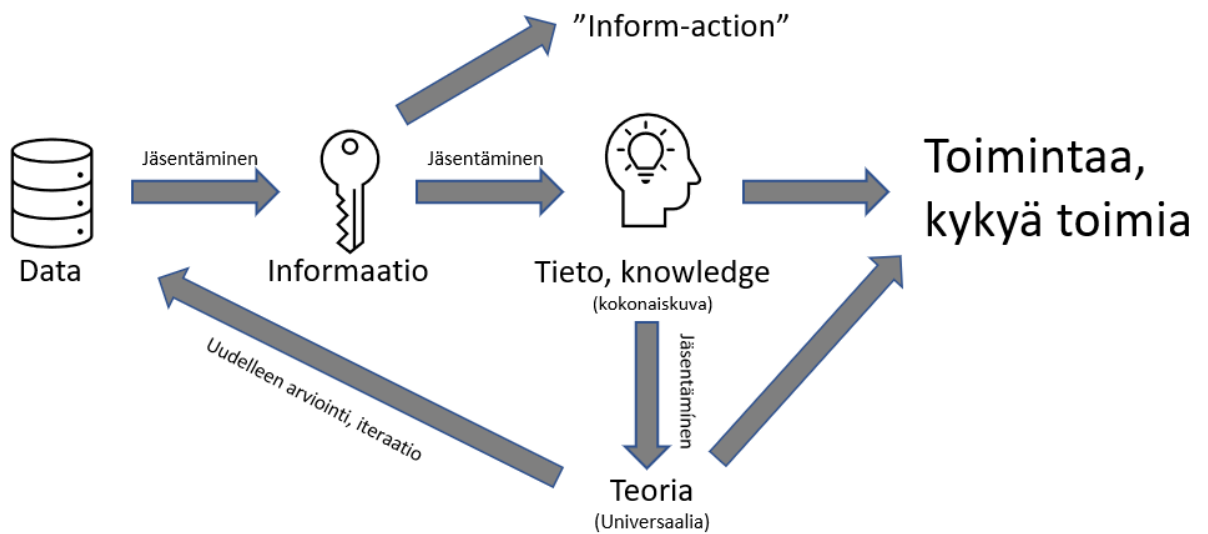 ”Inform-action”
Jäsentäminen
Jäsentäminen
Toimintaa,
kykyä toimia
Data
Informaatio
Tieto, knowledge
(kokonaiskuva)
Jäsentäminen
Uudelleen arviointi, iteraatio
Teoria
(Universaalia)